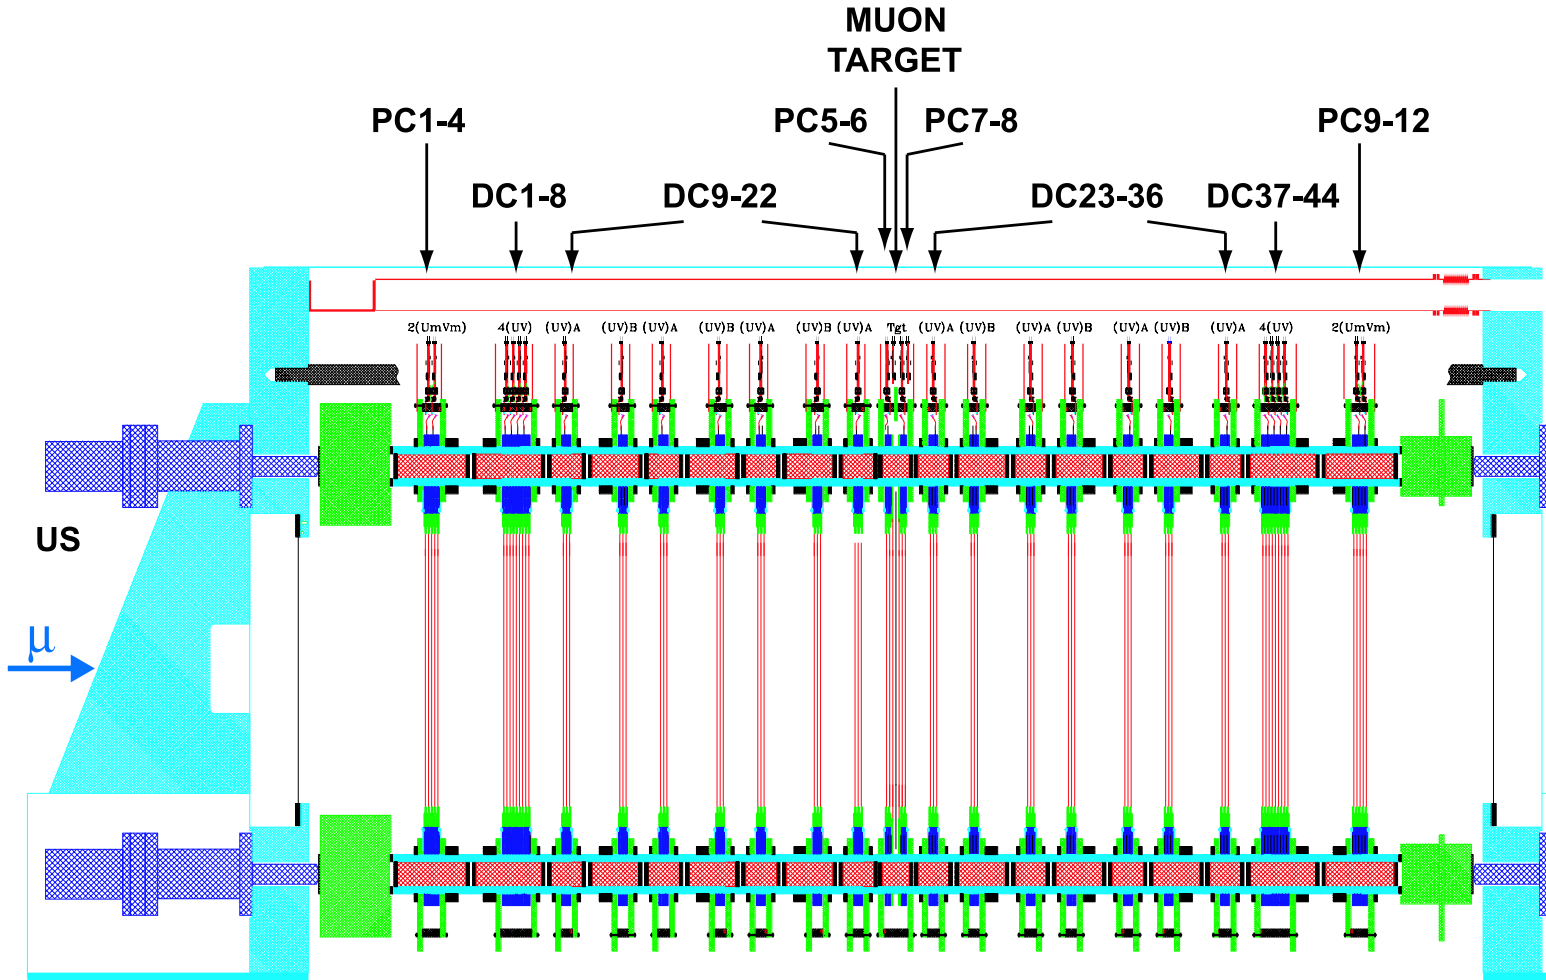 MUON
TARGET
PC1-4
PC5-6
PC7-8
PC9-12
DC1-8
DC9-22
DC23-36
DC37-44
2(UmVm) 4(UV) (UV)A (UV)B (UV)A (UV)B (UV)A (UV)B (UV)A Tgt (UV)A (UV)B (UV)A (UV)B (UV)A (UV)B (UV)A 4(UV) 2(UmVm)
US
μ